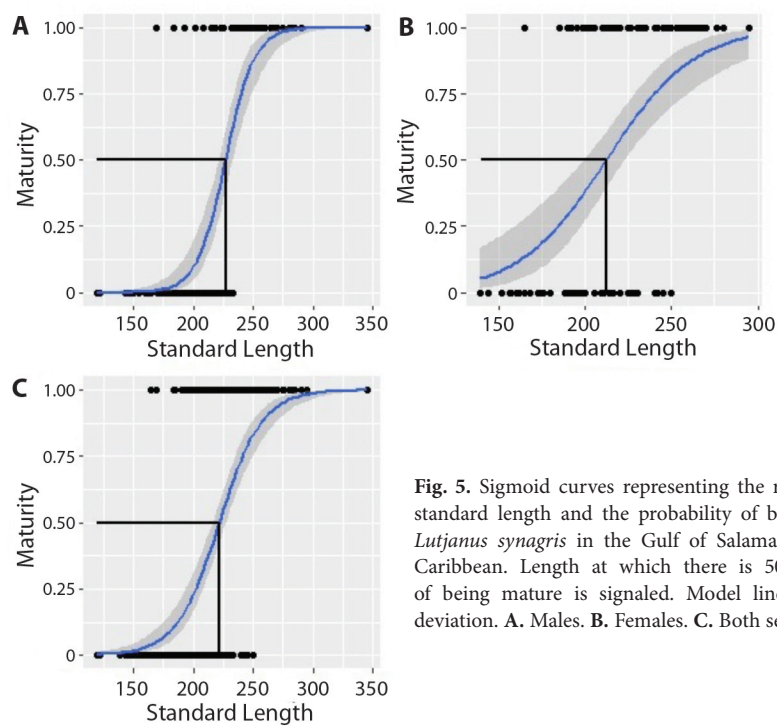 A
1.00
0.75
0.50
0.25
0
Maturity
150 200 250 300 350
Standard Length
B
1.00
0.75
0.50
0.25
0
Maturity
150 200 250 300
Standard Length
C
1.00
0.75
0.50
0.25
0
Maturity
150 200 250 300 350
Standard Length
Fig. 5. Sigmoid curves representing the
standard length and the probability of
Lutjanus synagris in the Gulf of
Caribbean. Length at which there is
of being mature is signaled. Model
deviation. A. Males. B. Females. C. Both